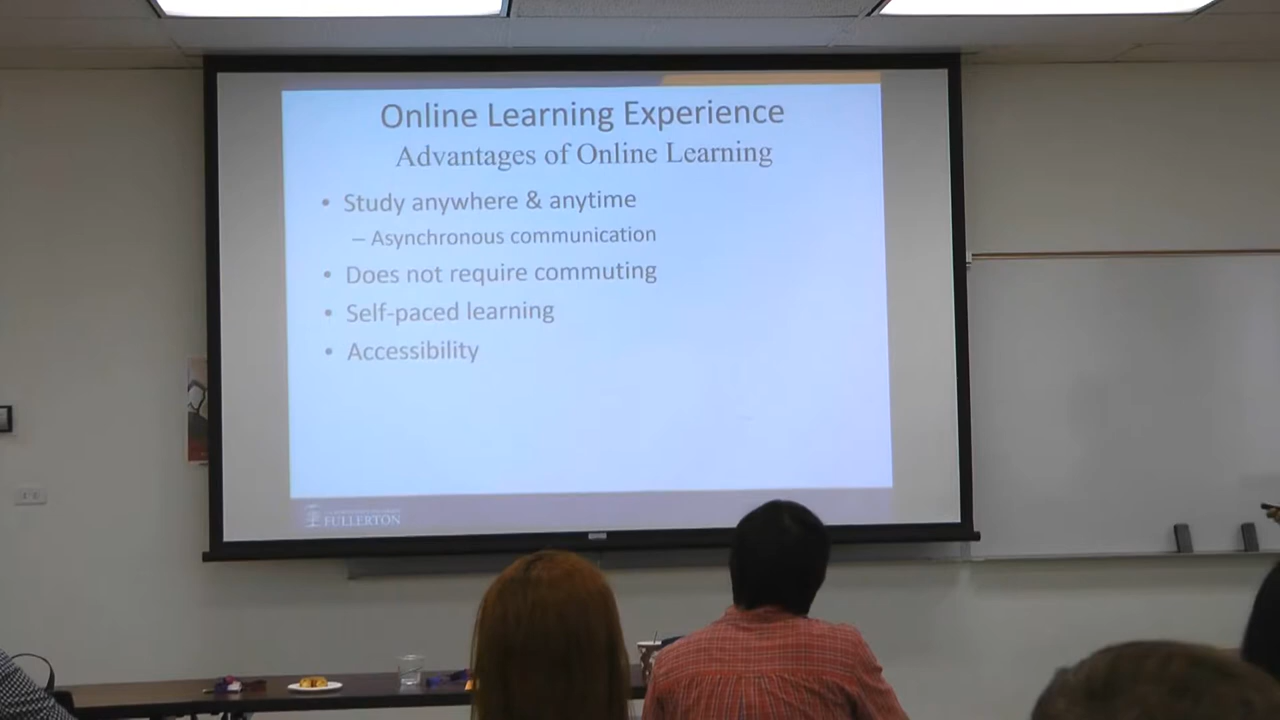 Online Learning Experience
Advantages of Online Learning
• Study anywhere & anytime
– Asynchronous communication
• Does not require commuting
• Self-paced learning
• Accessibility
FULLERTON